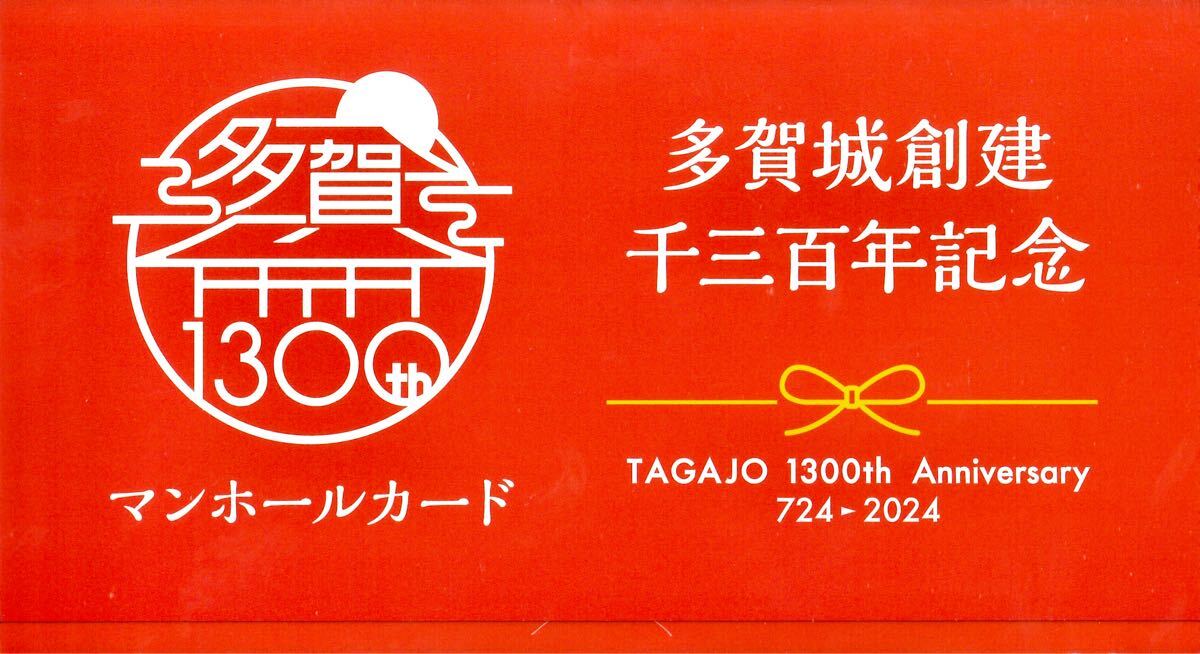 多賀
1300th
マンホールカード
多賀城創建
千三百年記念
TAGAJO 1300th Anniversary
724►2024